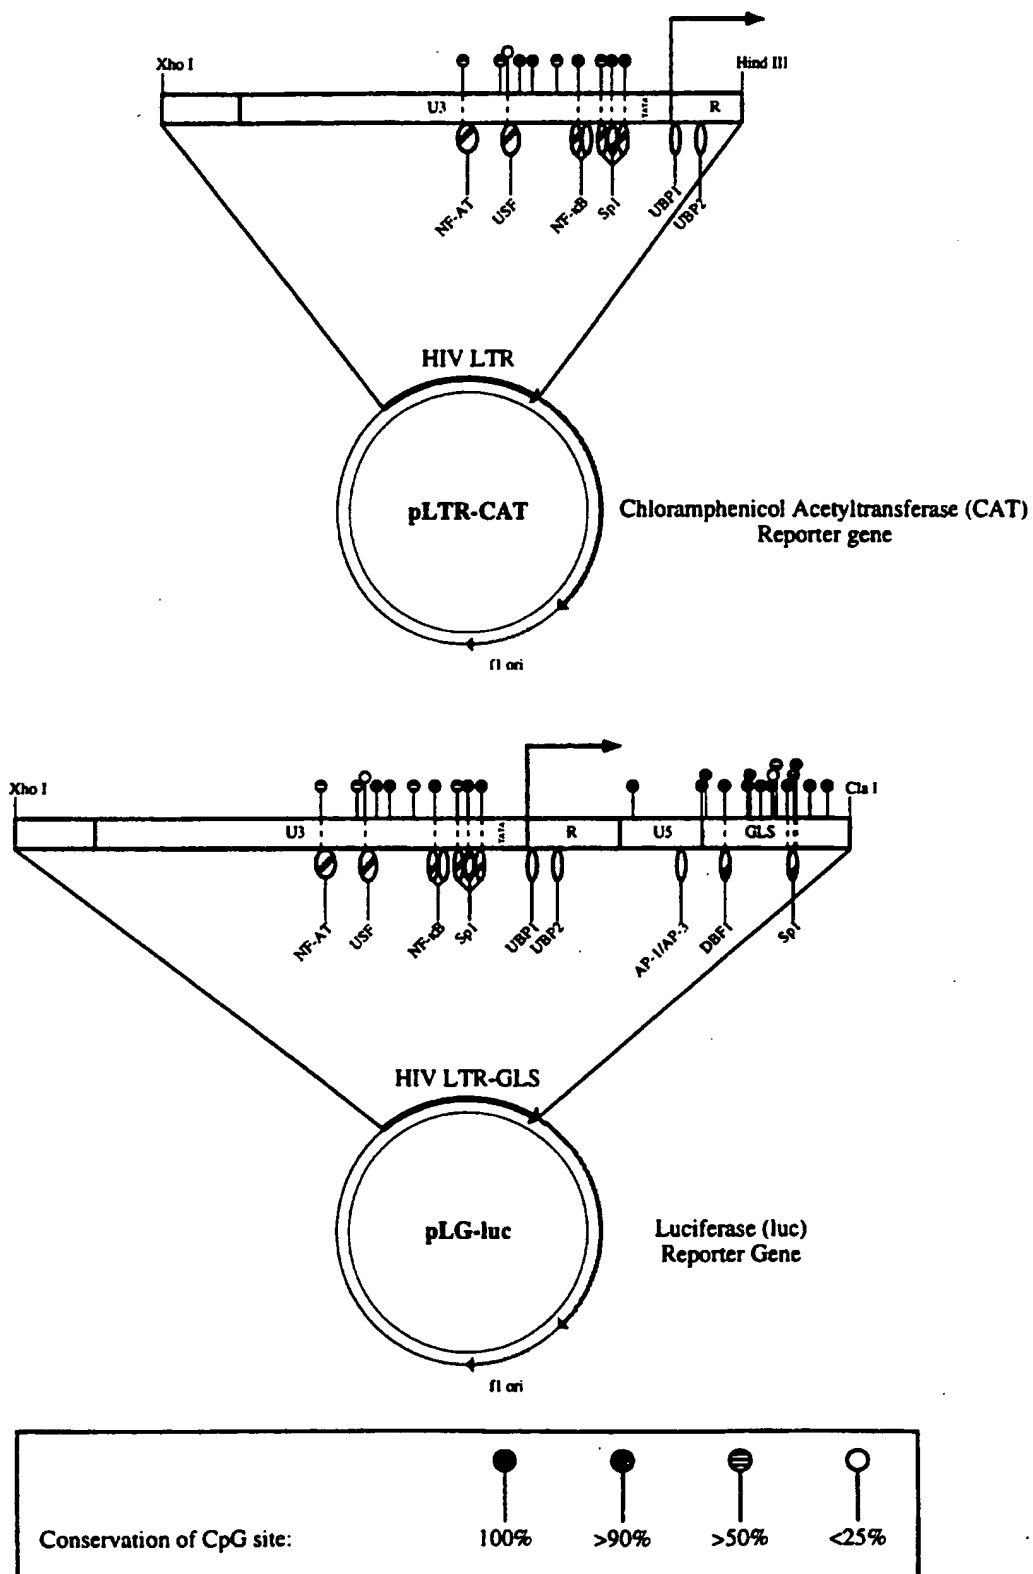 Xho I
Hind III
U3
TATA
R
NF-AT
USF
NF-κB
Sp1
UBP1
UBP2
HIV LTR
pLTR-CAT
Chloramphenicol Acetyltransferase (CAT)
Reporter gene
f1 ori
Xho I
Cla I
U3
TATA
R
U5
GLS
NF-AT
USF
NF-κB
Sp1
UBP1
UBP2
AP-1/AP-3
DBF1
Sp1
HIV LTR-GLS
pLG-luc
Luciferase (luc)
Reporter Gene
f1 ori
Conservation of CpG site:
100%
>90%
>50%
<25%